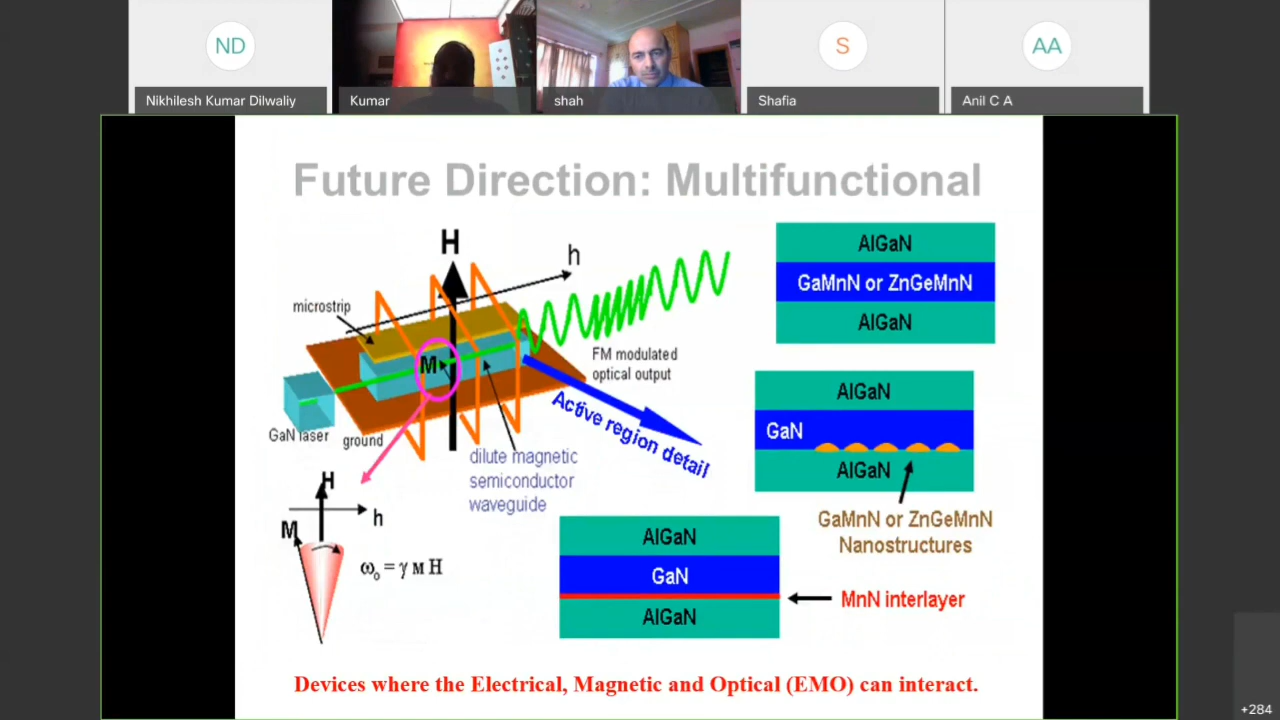 ND
S
AA
Nikhilesh Kumar Dilwaliy
Kumar
shah
Shafia
Anil C A
Future Direction: Multifunctional
H
h
microstrip
M
FM modulated
optical output
GaN laser
ground
Active region detail
dilute magnetic
semiconductor
waveguide
H
h
M
ω₀ = γ M H
AlGaN
GaMnN or ZnGeMnN
AlGaN
AlGaN
GaN
AlGaN
GaMnN or ZnGeMnN
Nanostructures
AlGaN
GaN
AlGaN
MnN interlayer
Devices where the Electrical, Magnetic and Optical (EMO) can interact.
+284